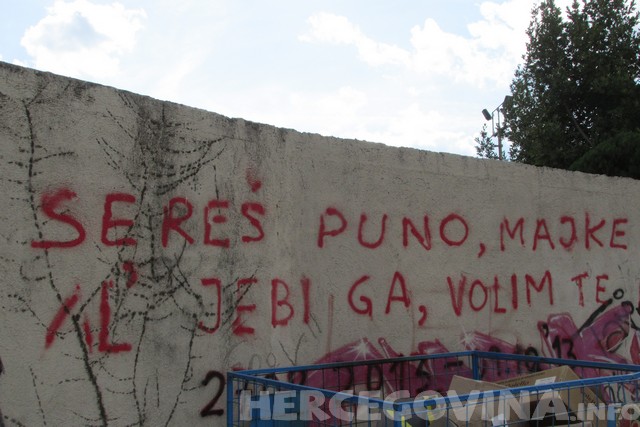 SEREŠ PUNO, MAJKE
AL' JEBI GA, VOLIM TE
HERCEGOVINA.INFO